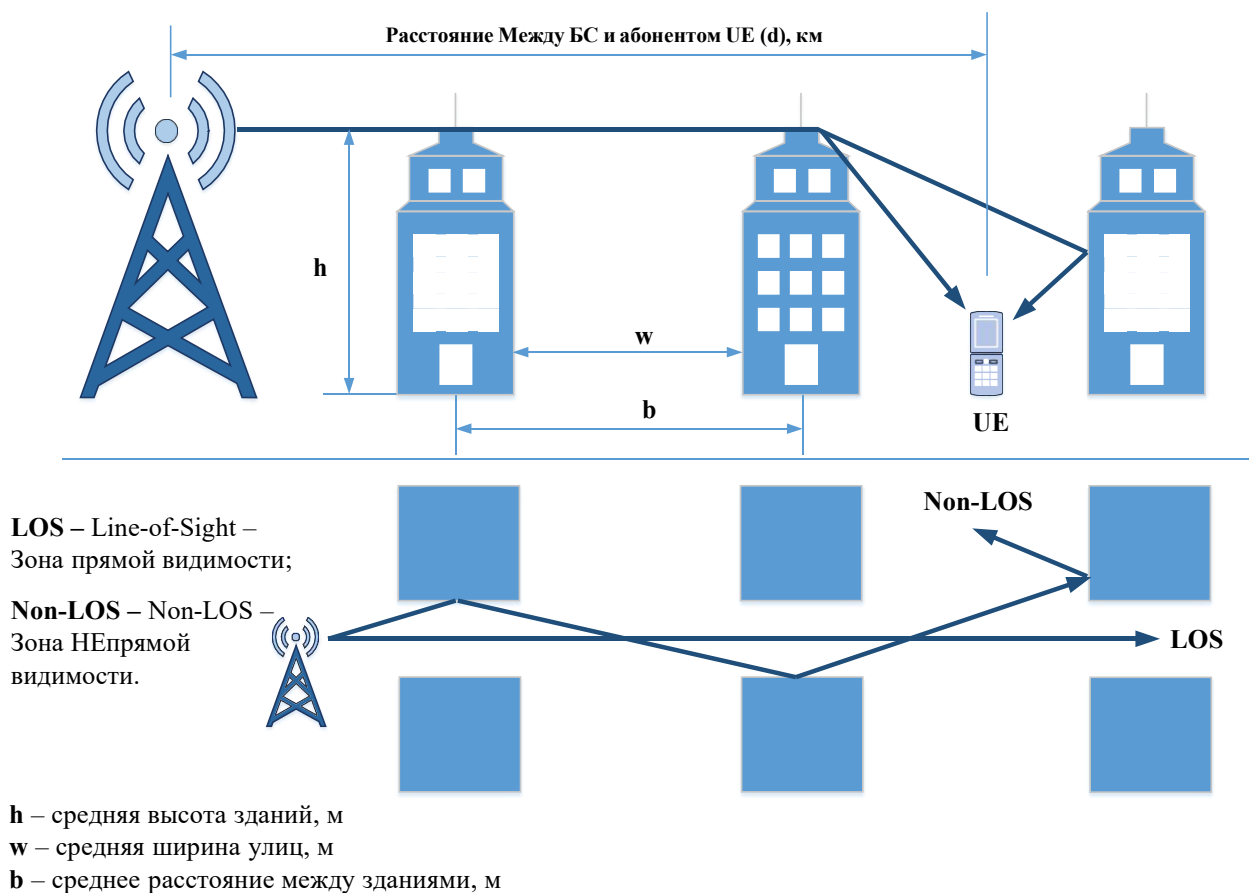 Расстояние Между БС и абонентом UE (d), км
h
w
b
UE
LOS – Line-of-Sight –
Зона прямой видимости;
Non-LOS – Non-LOS –
Зона НЕпрямой
видимости.
Non-LOS
LOS
h – средняя высота зданий, м
w – средняя ширина улиц, м
b – среднее расстояние между зданиями, м